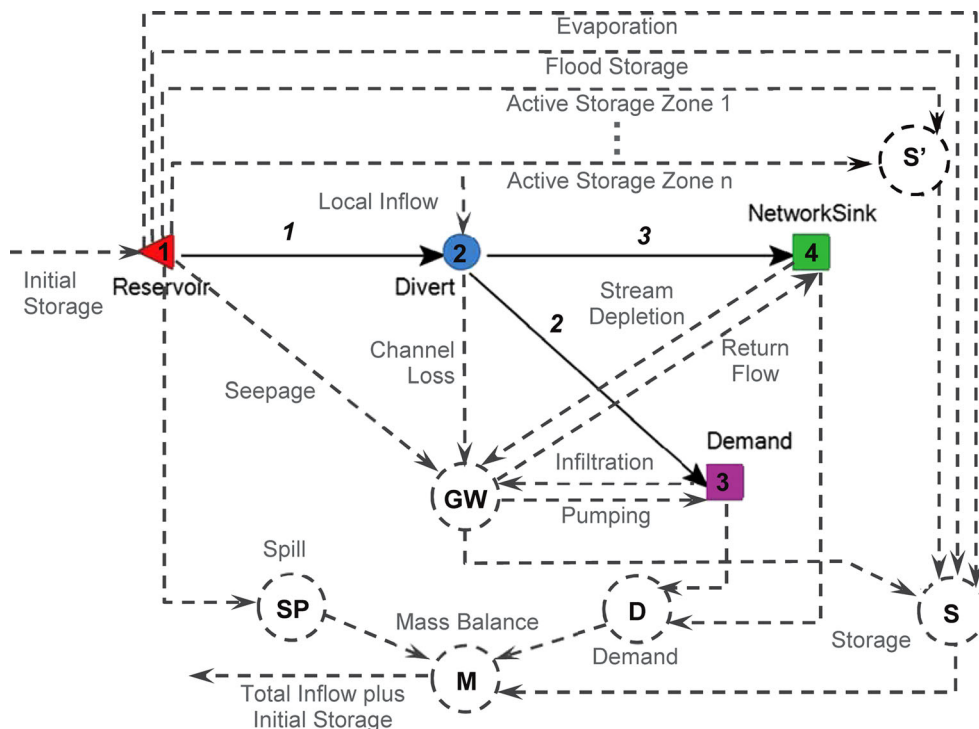 Evaporation
Flood Storage
Active Storage Zone 1
S'
Active Storage Zone n
Local Inflow
NetworkSink
1
3
1
2
4
Initial
Storage
Reservoir
Divert
Stream
Depletion
2
Channel
Loss
Return
Flow
Seepage
Demand
Infiltration
3
GW
Pumping
Spill
SP
D
S
Mass Balance
Storage
Demand
M
Total Inflow plus
Initial Storage